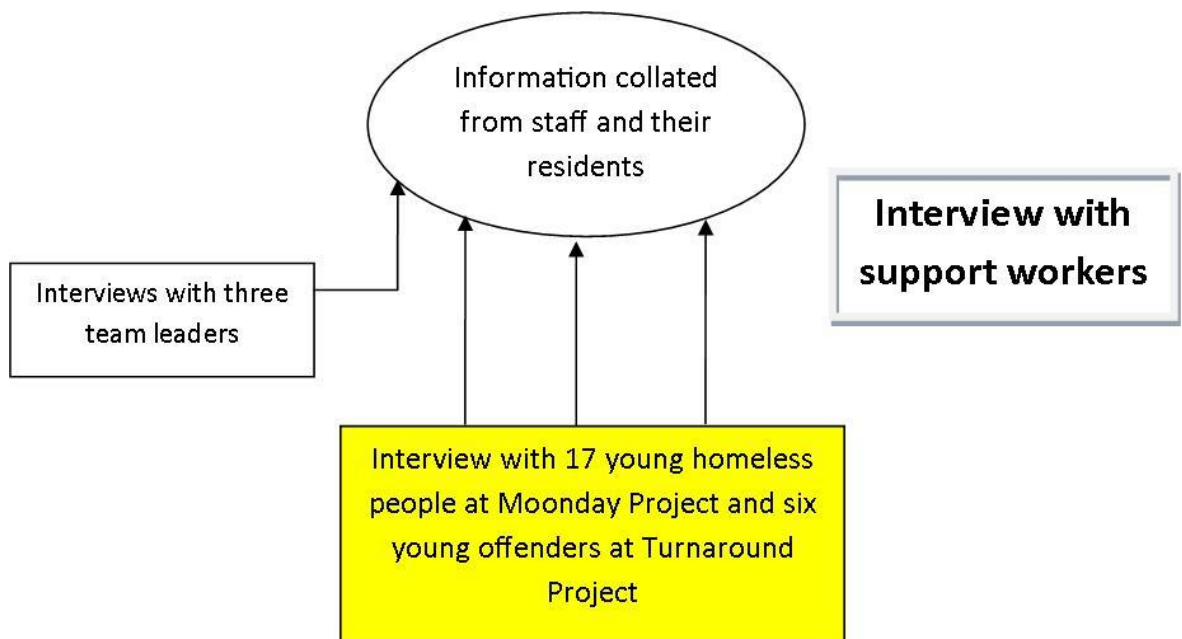 Information collated
from staff and their
residents
Interview with
support workers
Interviews with three
team leaders
Interview with 17 young homeless
people at Moonday Project and six
young offenders at Turnaround
Project